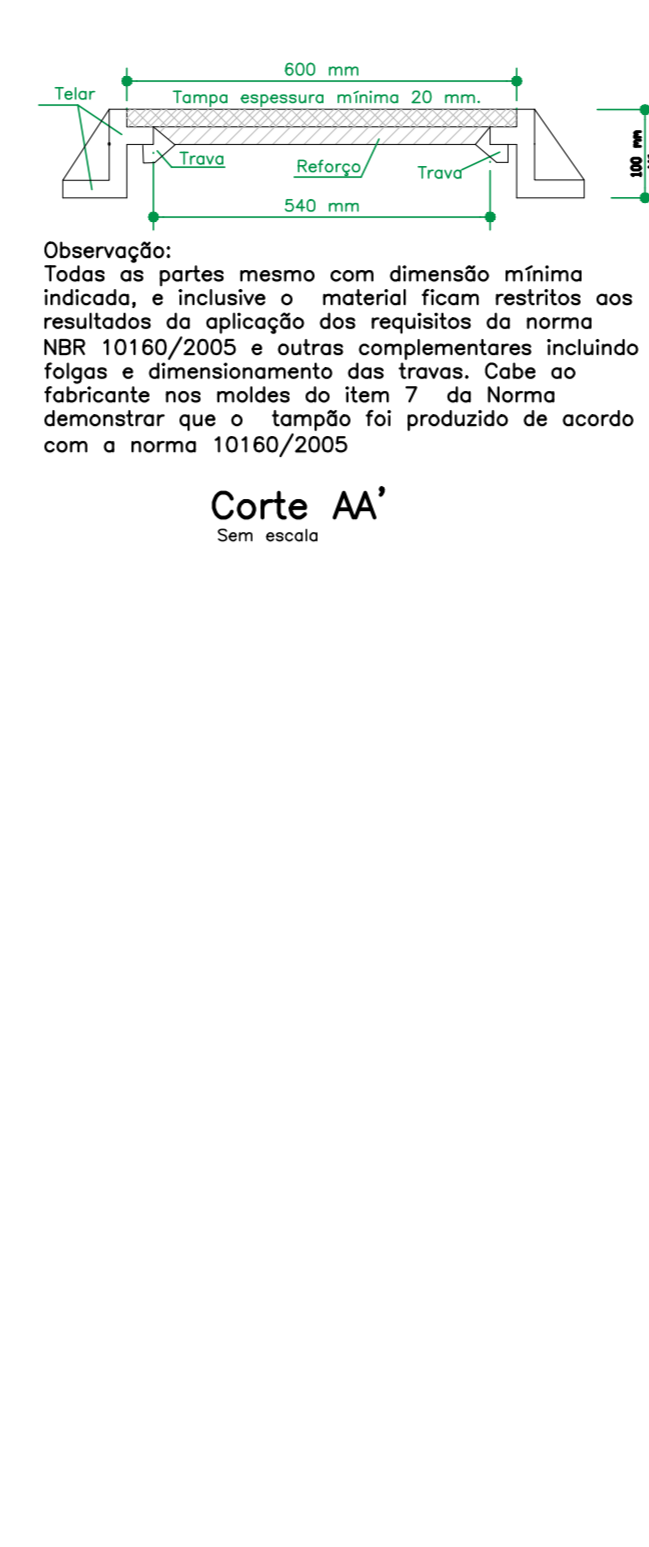 600 mm
Telar
Tampa espessura mínima 20 mm.
Trava
Reforço
Trava
100 mm
540 mm
Observação:
Todas as partes mesmo com dimensão mínima
indicada, e inclusive o material ficam restritos aos
resultados da aplicação dos requisitos da norma
NBR 10160/2005 e outras complementares incluindo
folgas e dimensionamento das travas. Cabe ao
fabricante nos moldes do item 7 da Norma
demonstrar que o tampão foi produzido de acordo
com a norma 10160/2005
Corte AA'
Sem escala